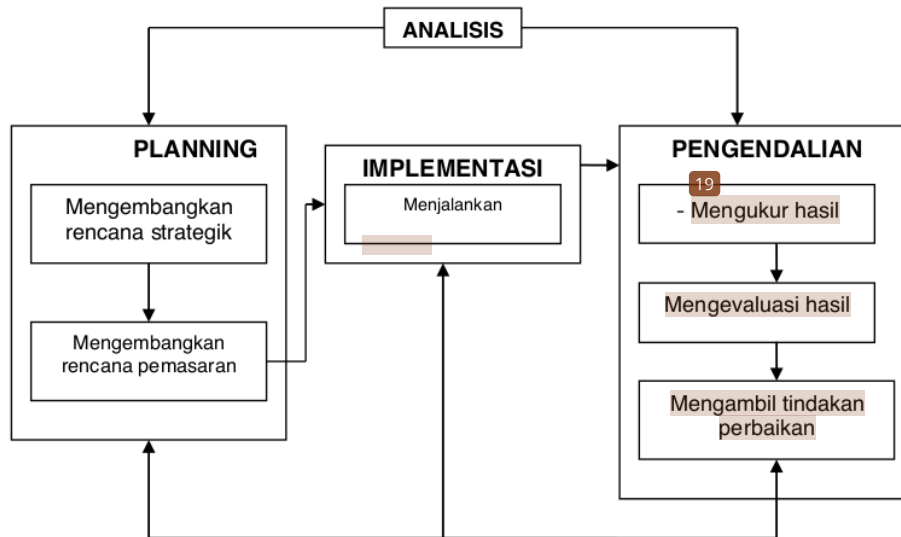 ANALISIS
PLANNING
Mengembangkan
rencana strategik
Mengembangkan
rencana pemasaran
IMPLEMENTASI
Menjalankan
PENGENDALIAN
19
- Mengukur hasil
Mengevaluasi hasil
Mengambil tindakan
perbaikan